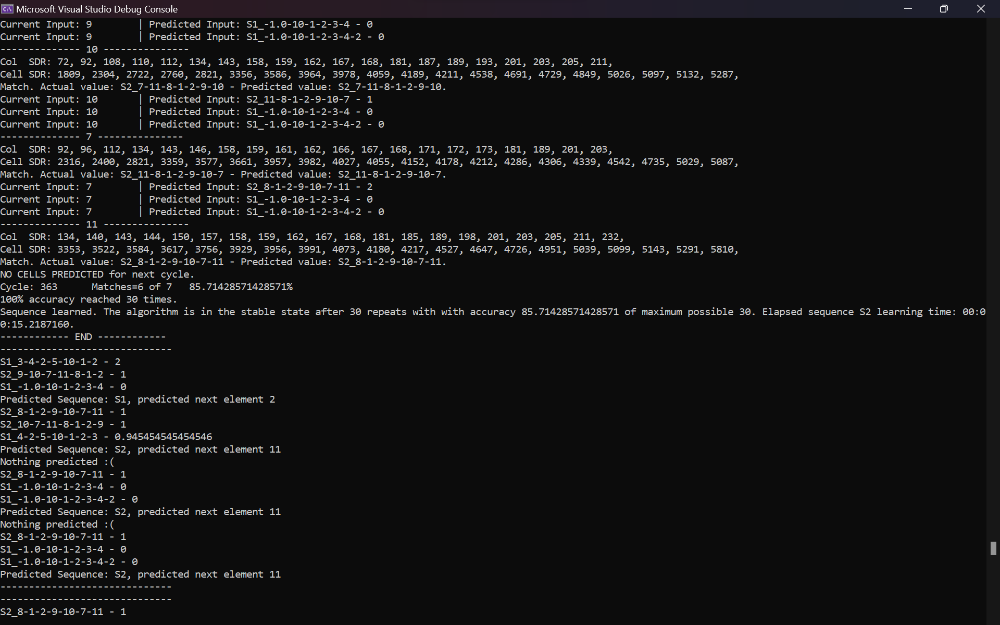 Microsoft Visual Studio Debug Console
Current Input: 9        | Predicted Input: S1_-1.0-10-1-2-3-4 - 0
Current Input: 9        | Predicted Input: S1_-1.0-10-1-2-3-4-2 - 0
-------------- 10 ---------------
Col  SDR: 72, 92, 108, 110, 112, 134, 143, 158, 159, 162, 167, 168, 181, 187, 189, 193, 201, 203, 205, 211,
Cell SDR: 1809, 2304, 2722, 2760, 2821, 3356, 3586, 3964, 3978, 4059, 4189, 4211, 4538, 4691, 4729, 4849, 5026, 5097, 5132, 5287,
Match. Actual value: S2_7-11-8-1-2-9-10 - Predicted value: S2_7-11-8-1-2-9-10.
Current Input: 10       | Predicted Input: S2_11-8-1-2-9-10-7 - 1
Current Input: 10       | Predicted Input: S1_-1.0-10-1-2-3-4 - 0
Current Input: 10       | Predicted Input: S1_-1.0-10-1-2-3-4-2 - 0
-------------- 7 ---------------
Col  SDR: 92, 96, 112, 134, 143, 146, 158, 159, 161, 162, 166, 167, 168, 171, 172, 173, 181, 189, 201, 203,
Cell SDR: 2316, 2400, 2821, 3359, 3577, 3661, 3957, 3982, 4027, 4055, 4152, 4178, 4212, 4286, 4306, 4339, 4542, 4735, 5029, 5087,
Match. Actual value: S2_11-8-1-2-9-10-7 - Predicted value: S2_11-8-1-2-9-10-7.
Current Input: 7        | Predicted Input: S2_8-1-2-9-10-7-11 - 2
Current Input: 7        | Predicted Input: S1_-1.0-10-1-2-3-4 - 0
Current Input: 7        | Predicted Input: S1_-1.0-10-1-2-3-4-2 - 0
-------------- 11 ---------------
Col  SDR: 134, 140, 143, 144, 150, 157, 158, 159, 162, 167, 168, 181, 185, 189, 198, 201, 203, 205, 211, 232,
Cell SDR: 3353, 3522, 3584, 3617, 3756, 3929, 3956, 3991, 4073, 4180, 4217, 4527, 4647, 4726, 4951, 5039, 5099, 5143, 5291, 5810,
Match. Actual value: S2_8-1-2-9-10-7-11 - Predicted value: S2_8-1-2-9-10-7-11.
NO CELLS PREDICTED for next cycle.
Cycle: 363      Matches=6 of 7   85.71428571428571%
100% accuracy reached 30 times.
Sequence learned. The algorithm is in the stable state after 30 repeats with with accuracy 85.71428571428571 of maximum possible 30. Elapsed sequence S2 learning time: 00:0
0:15.2187160.
------------ END ------------
------------------------------
S1_3-4-2-5-10-1-2 - 2
S2_9-10-7-11-8-1-2 - 1
S1_-1.0-10-1-2-3-4 - 0
Predicted Sequence: S1, predicted next element 2
S2_8-1-2-9-10-7-11 - 1
S2_10-7-11-8-1-2-9 - 1
S1_4-2-5-10-1-2-3 - 0.945454545454546
Predicted Sequence: S2, predicted next element 11
Nothing predicted :(
S2_8-1-2-9-10-7-11 - 1
S1_-1.0-10-1-2-3-4 - 0
S1_-1.0-10-1-2-3-4-2 - 0
Predicted Sequence: S2, predicted next element 11
Nothing predicted :(
S2_8-1-2-9-10-7-11 - 1
S1_-1.0-10-1-2-3-4 - 0
S1_-1.0-10-1-2-3-4-2 - 0
Predicted Sequence: S2, predicted next element 11
------------------------------
------------------------------
S2_8-1-2-9-10-7-11 - 1